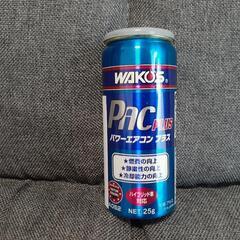 WAKO'S
PAC PLUS
パワーエアコン プラス
★燃費の向上
★静粛性の向上
★冷却能力の向上
ハイブリッド車
対応
NET 25g